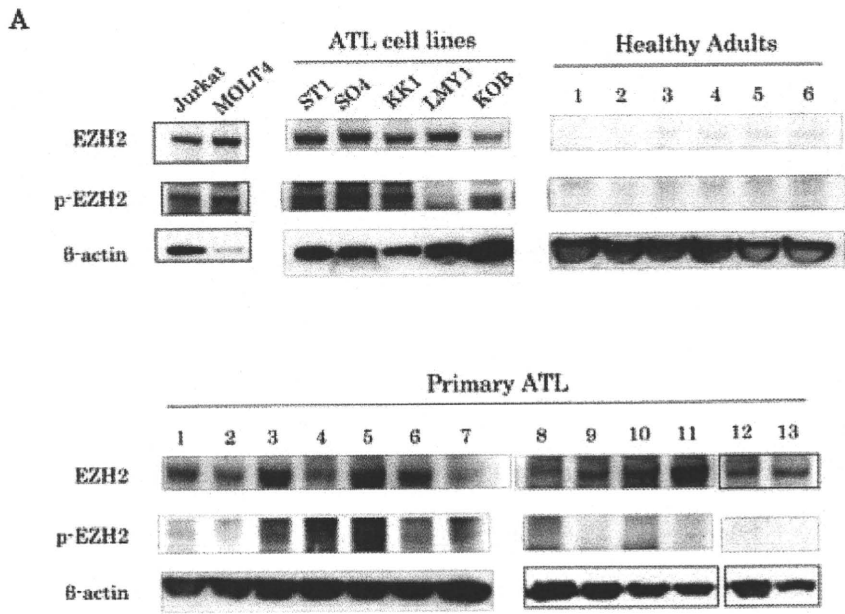 A
ATL cell lines
Healthy Adults
Jurkat MOLT4 ST1 SO4 KK1 LMY1 KOB 1 2 3 4 5 6
EZH2
p-EZH2
β-actin
Primary ATL
1 2 3 4 5 6 7 8 9 10 11 12 13
EZH2
p-EZH2
β-actin